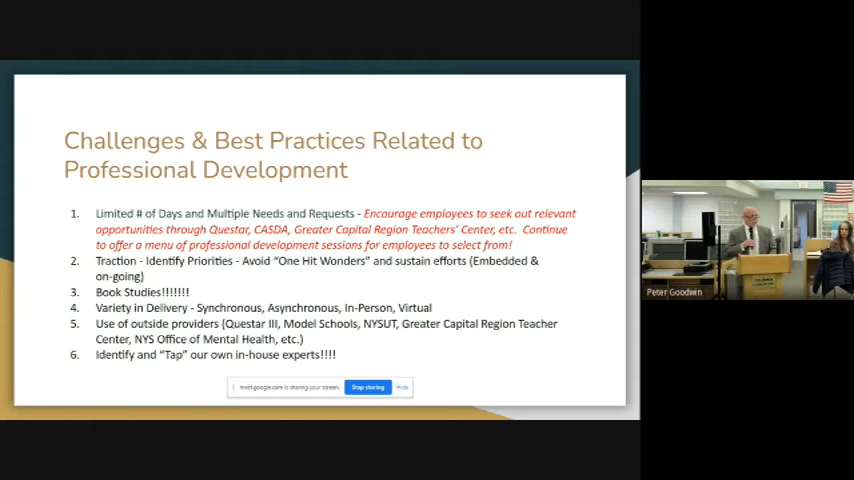 Challenges & Best Practices Related to
Professional Development
1. Limited # of Days and Multiple Needs and Requests - Encourage employees to seek out relevant
opportunities through Questar, CASDA, Greater Capital Region Teachers' Center, etc. Continue
to offer a menu of professional development sessions for employees to select from!
2. Traction - Identify Priorities - Avoid "One Hit Wonders" and sustain efforts (Embedded &
on-going)
3. Book Studies!!!!!!!
4. Variety in Delivery - Synchronous, Asynchronous, In-Person, Virtual
5. Use of outside providers (Questar III, Model Schools, NYSUT, Greater Capital Region Teacher
Center, NYS Office of Mental Health, etc.)
6. Identify and "Tap" our own in-house experts!!!!
meet.google.com is sharing your screen. Stop sharing Hide
Peter Goodwin